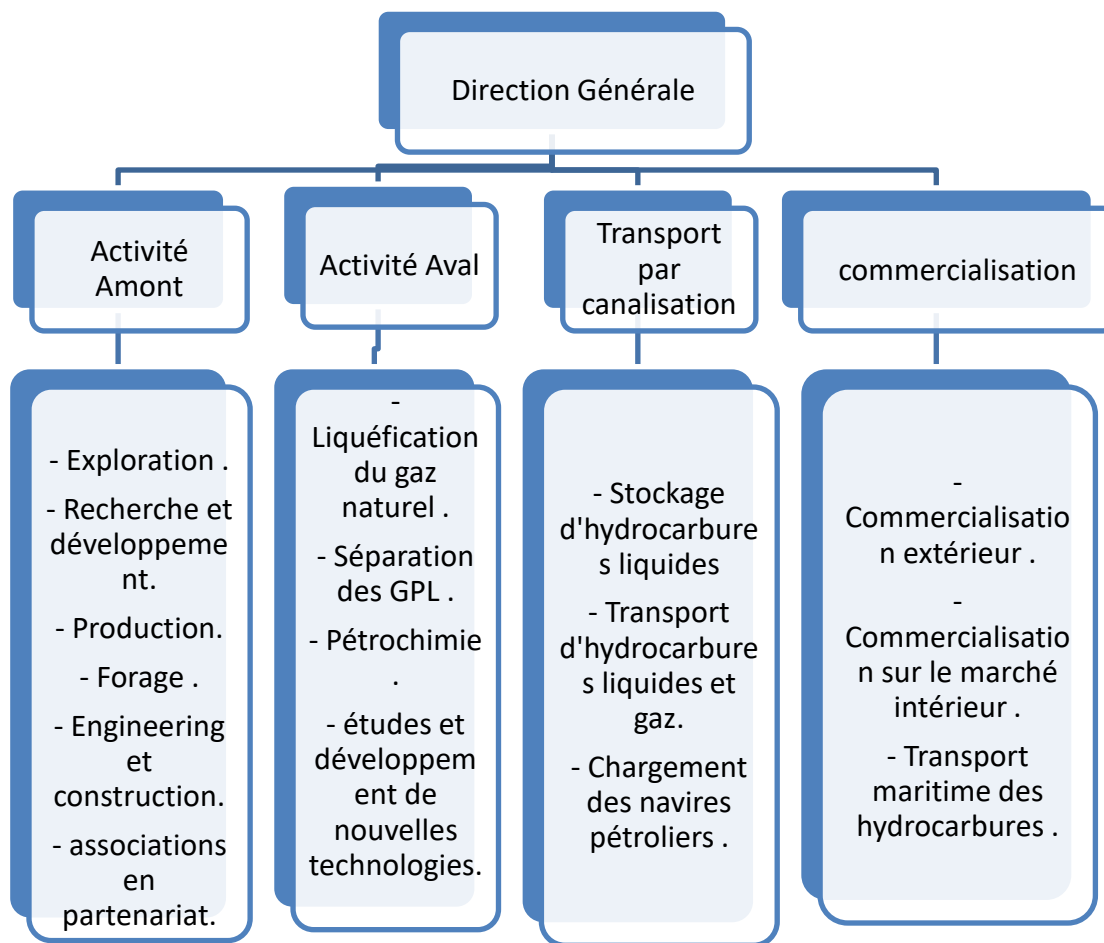 Direction Générale
Activité
Amont
Activité Aval
Transport
par
canalisation
commercialisation
- Exploration .
- Recherche et
développeme
nt.
- Production.
- Forage .
- Engineering
et
construction.
- associations
en
partenariat.
-
Liquéfication
du gaz
naturel .
- Séparation
des GPL .
- Pétrochimie
.
- études et
développem
ent de
nouvelles
technologies.
- Stockage
d'hydrocarbure
s liquides
- Transport
d'hydrocarbure
s liquides et
gaz.
- Chargement
des navires
pétroliers .
-
Commercialisatio
n extérieur .
-
Commercialisatio
n sur le marché
intérieur .
- Transport
maritime des
hydrocarbures .